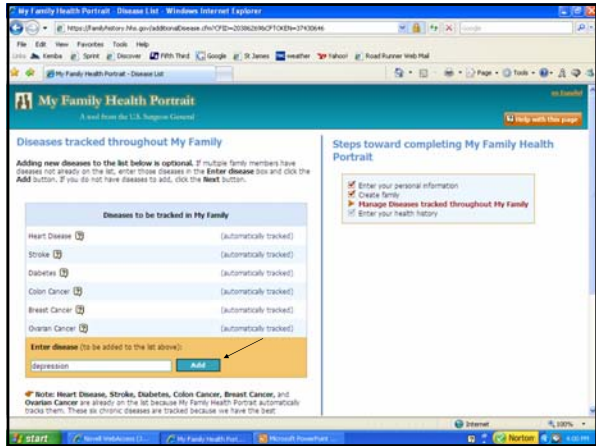 My Family Health Portrait - Disease List - Windows Internet Explorer
File Edit View Favorites Tools Help
Links Kemba Sprint Discover Fifth Third Google St James weather Yahoo! Road Runner Web Mail
My Family Health Portrait - Disease List
Page Tools
My Family Health Portrait
A tool from the U.S. Surgeon General
en Español
Help with this page
Diseases tracked throughout My Family
Adding new diseases to the list below is optional. If multiple family members have
diseases not already on the list, enter those diseases in the Enter disease box and click the
Add button. If you do not have diseases to add, click the Next button.
Diseases to be tracked in My Family
Heart Disease (automatically tracked)
Stroke (automatically tracked)
Diabetes (automatically tracked)
Colon Cancer (automatically tracked)
Breast Cancer (automatically tracked)
Ovarian Cancer (automatically tracked)
Enter disease (to be added to the list above):
depression Add
Note: Heart Disease, Stroke, Diabetes, Colon Cancer, Breast Cancer, and
Ovarian Cancer are already on the list because My Family Health Portrait automatically
tracks them. These six chronic diseases are tracked because we have the best
Steps toward completing My Family Health
Portrait
Enter your personal information
Create family
Manage Diseases tracked throughout My Family
Enter your health history
Internet 100%
start Novell WebAccess My Family Health Port... Microsoft PowerPoint Norton 4:00 PM